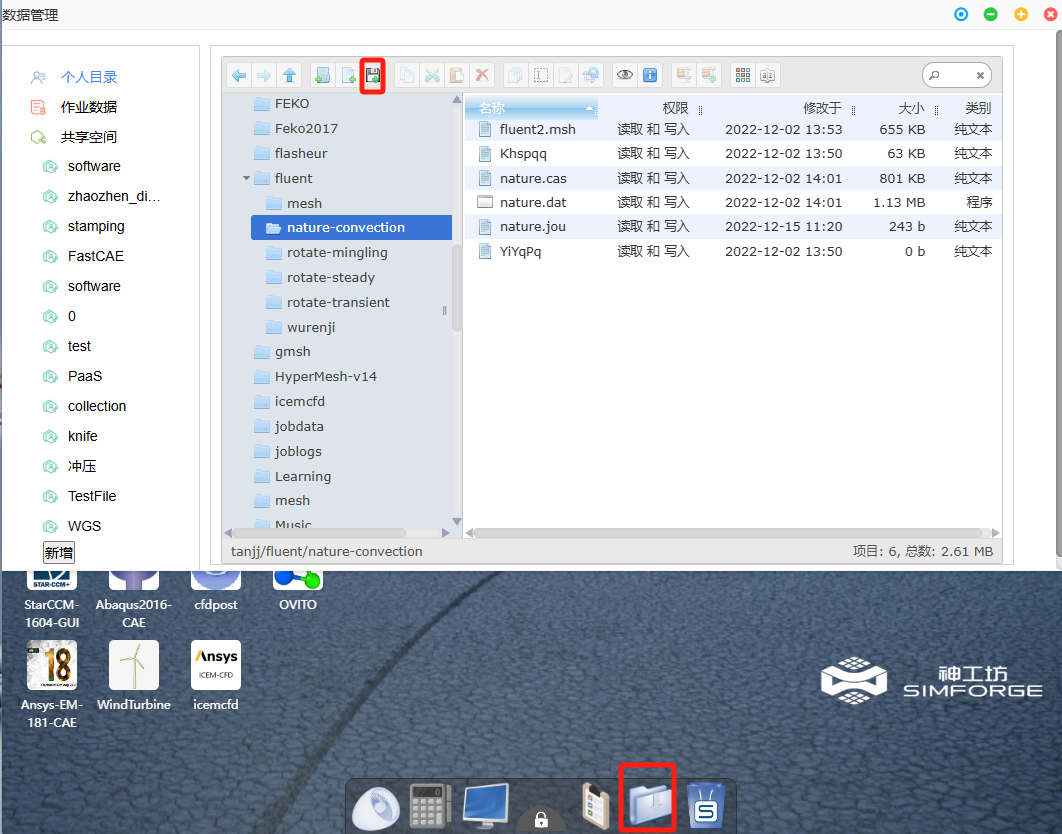 数据管理
个人目录
作业数据
共享空间
software
zhaozhen_di...
stamping
FastCAE
software
0
test
PaaS
collection
knife
冲压
TestFile
WGS
新增
FEKO
Feko2017
flasheur
fluent
mesh
nature-convection
rotate-mingling
rotate-steady
rotate-transient
wurenji
gmsh
HyperMesh-v14
icemcfd
jobdata
joblogs
Learning
mesh
Music
名称 权限 修改于 大小 类别
fluent2.msh 读取 和 写入 2022-12-02 13:53 655 KB 纯文本
Khspqq 读取 和 写入 2022-12-02 13:50 63 KB 纯文本
nature.cas 读取 和 写入 2022-12-02 14:01 801 KB 纯文本
nature.dat 读取 和 写入 2022-12-02 14:01 1.13 MB 程序
nature.jou 读取 和 写入 2022-12-15 11:20 243 b 纯文本
YiYqPq 读取 和 写入 2022-12-02 13:50 0 b 纯文本
tanjj/fluent/nature-convection 项目: 6, 总数: 2.61 MB
STAR-CCM+
StarCCM-1604-GUI
Abaqus2016-CAE
cfdpost
OVITO
18
Ansys-EM-181-CAE
WindTurbine
Ansys
ICEM-CFD
icemcfd
神工坊
SIMFORGE
0
S